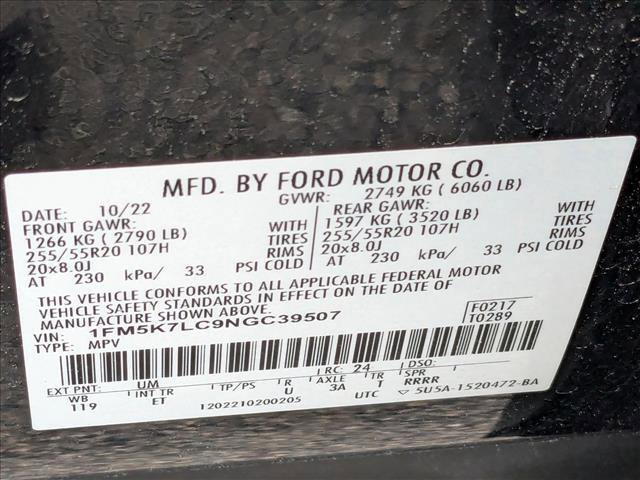 MFD. BY FORD MOTOR CO.
DATE: 10/22 GVWR: 2749 KG ( 6060 LB)
FRONT GAWR: WITH REAR GAWR: WITH
1266 KG ( 2790 LB) TIRES 1597 KG ( 3520 LB) TIRES
255/55R20 107H RIMS 255/55R20 107H RIMS
20x8.0J 20x8.0J
AT 230 kPa/ 33 PSI COLD AT 230 kPa/ 33 PSI COLD
THIS VEHICLE CONFORMS TO ALL APPLICABLE FEDERAL MOTOR
VEHICLE SAFETY STANDARDS IN EFFECT ON THE DATE OF
MANUFACTURE SHOWN ABOVE.
VIN: 1FM5K7LC9NGC39507 F0217
TYPE: MPV T0289
EXT PNT: UM RC: 24 DSO:
WB INT TR TP/PS R AXLE TR SPR
119 ET U 3A T RRRR
1202210200205 UTC ▽ 5U5A-1520472-BA